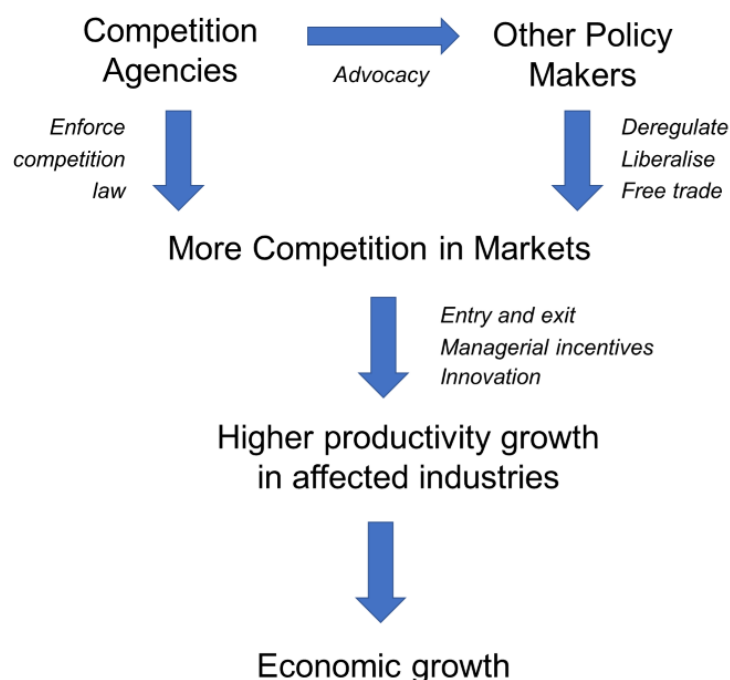 Competition
Agencies
Advocacy
Other Policy
Makers
Enforce
competition
law
Deregulate
Liberalise
Free trade
More Competition in Markets
Entry and exit
Managerial incentives
Innovation
Higher productivity growth
in affected industries
Economic growth